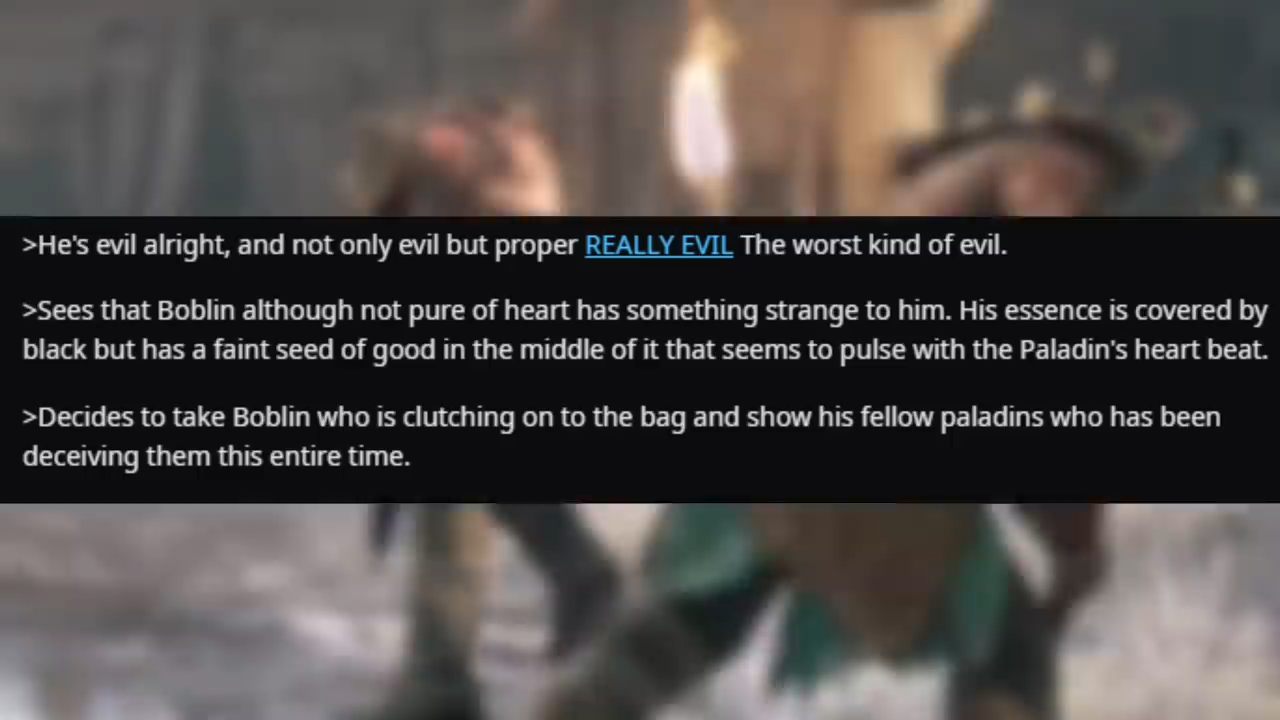 >He's evil alright, and not only evil but proper REALLY EVIL The worst kind of evil.
>Sees that Boblin although not pure of heart has something strange to him. His essence is covered by
black but has a faint seed of good in the middle of it that seems to pulse with the Paladin's heart beat.
>Decides to take Boblin who is clutching on to the bag and show his fellow paladins who has been
deceiving them this entire time.